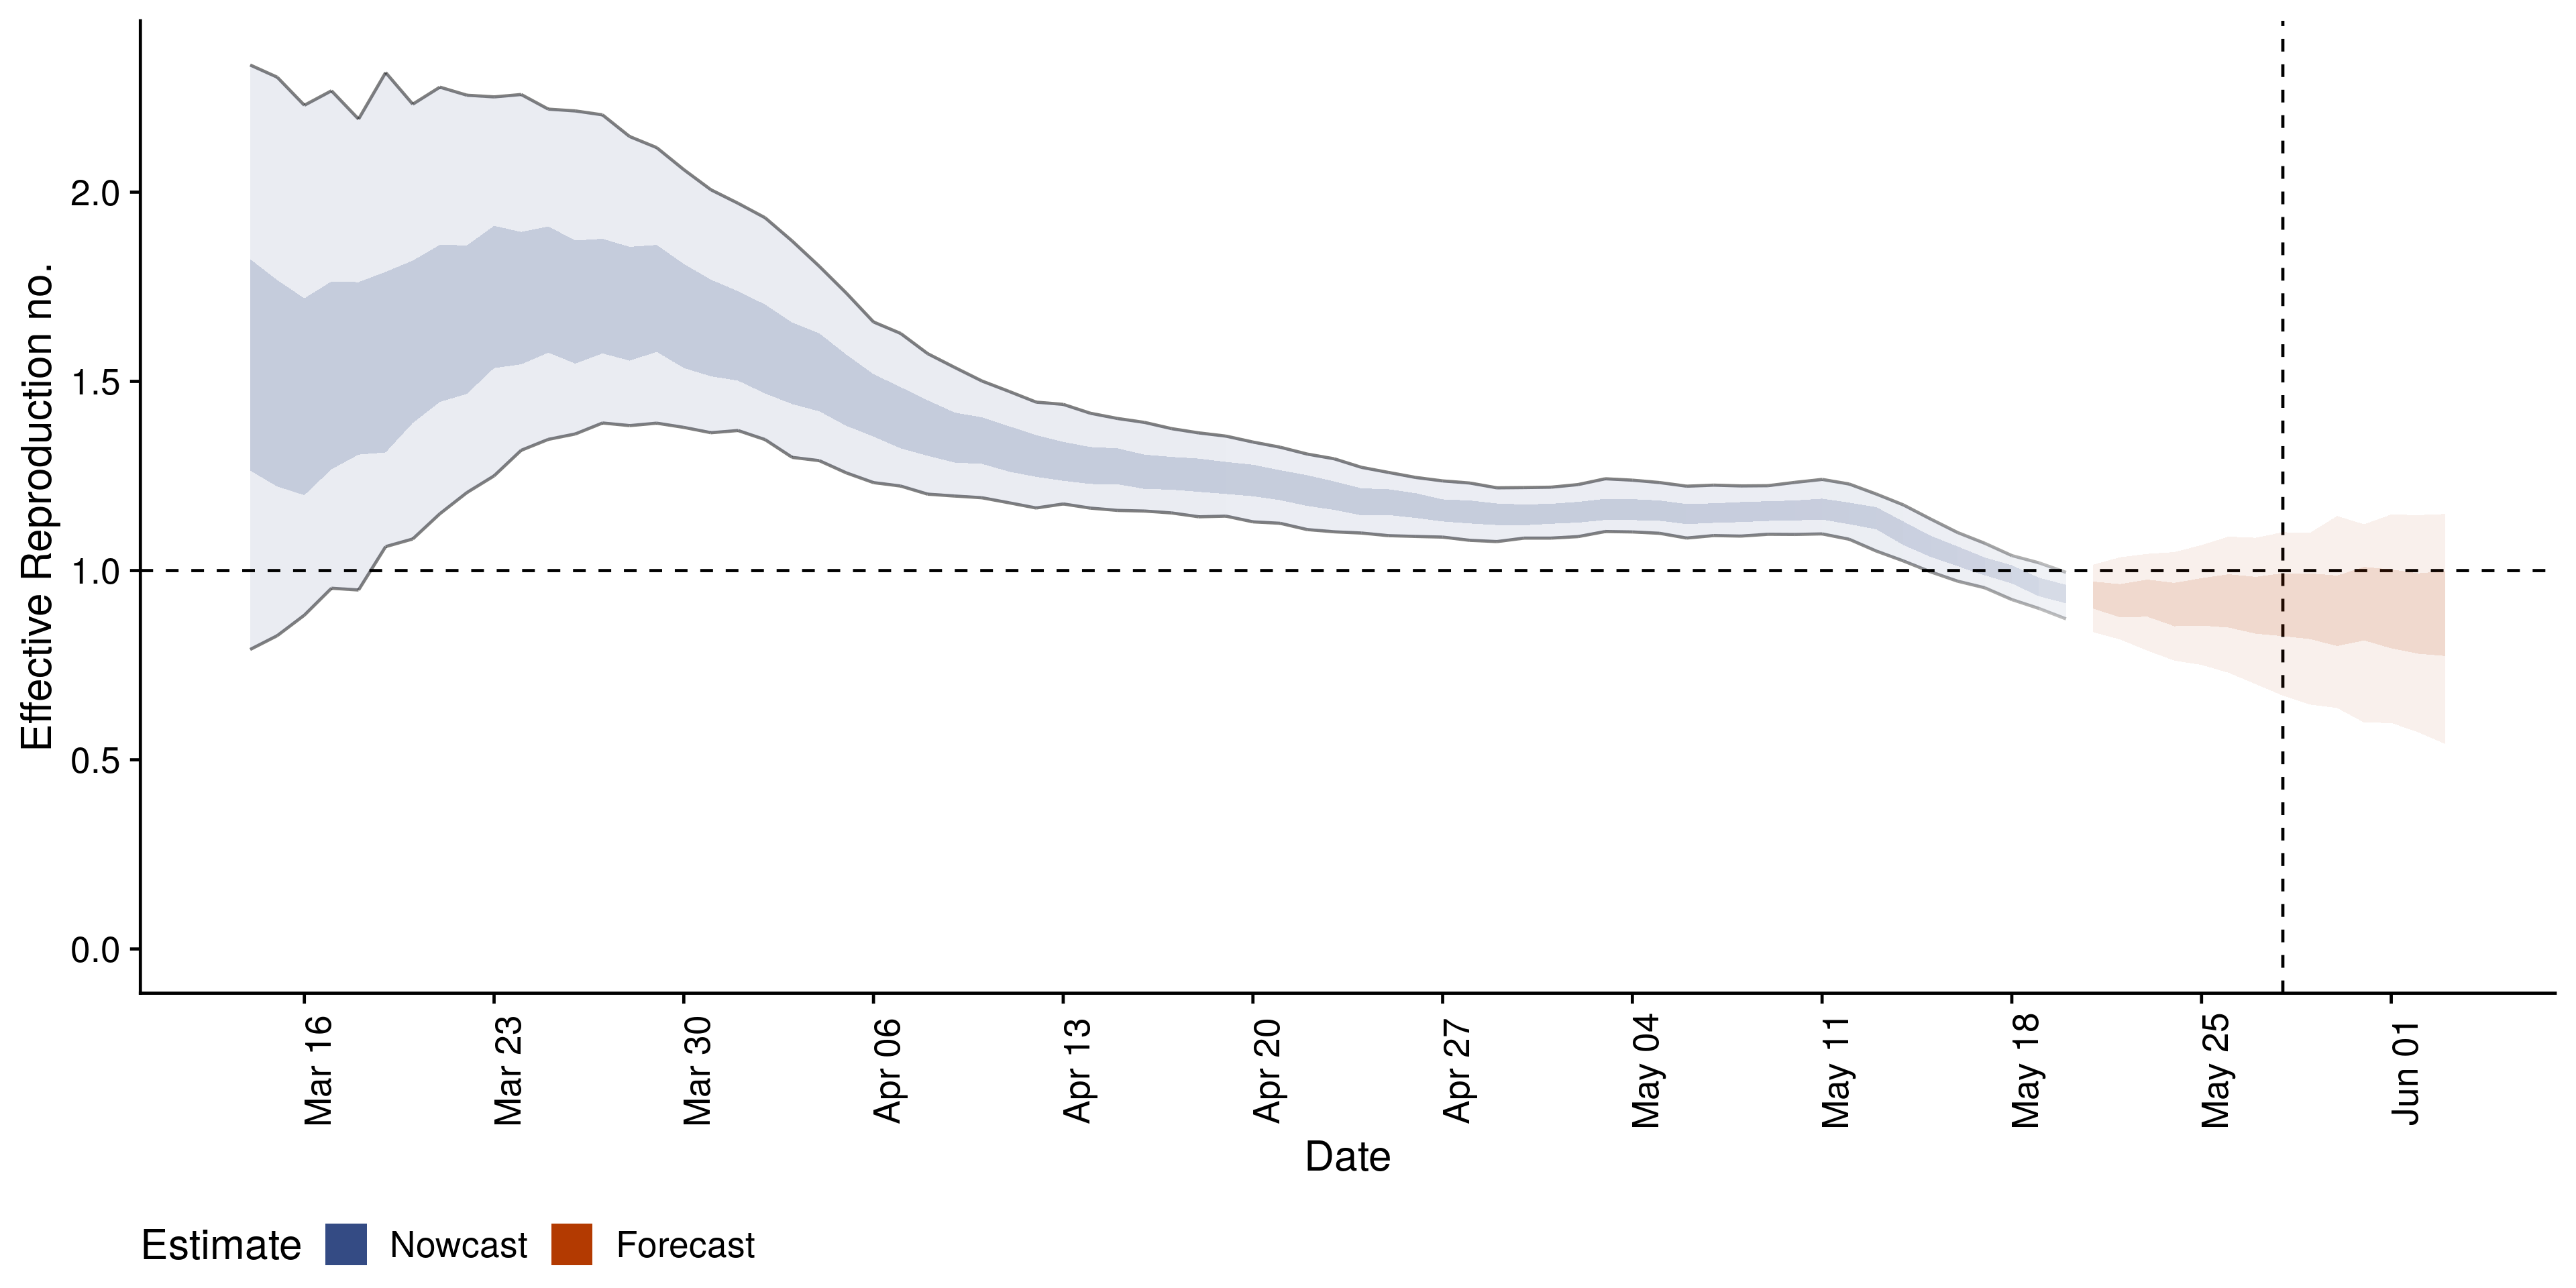 Effective Reproduction no.
2.0
1.5
1.0
0.5
0.0
Mar 16
Mar 23
Mar 30
Apr 06
Apr 13
Apr 20
Apr 27
May 04
May 11
May 18
May 25
Jun 01
Date
Estimate Nowcast Forecast